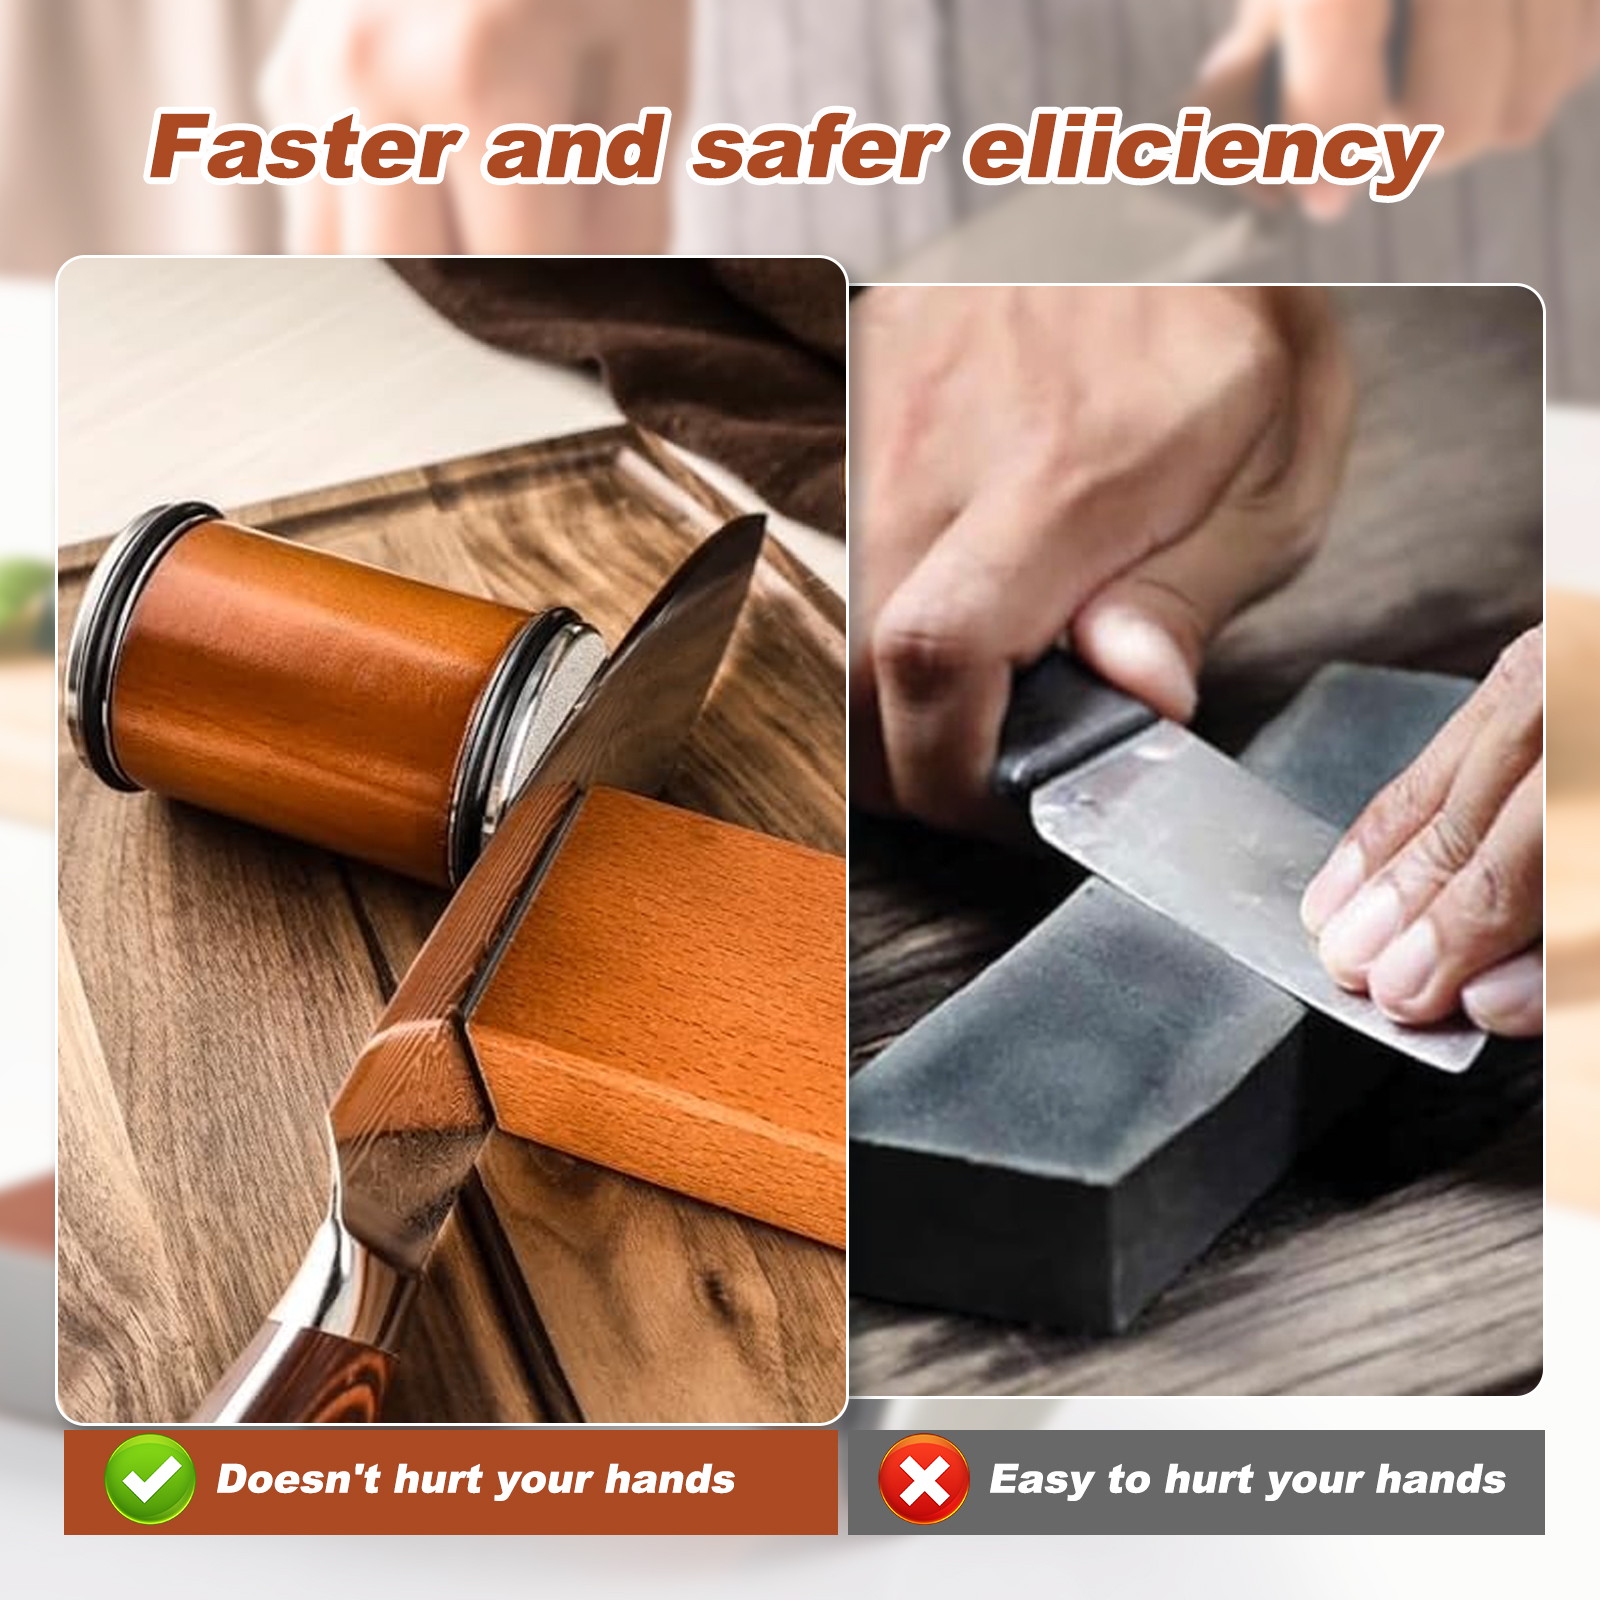 Faster and safer eliiciency
Doesn't hurt your hands
Easy to hurt your hands